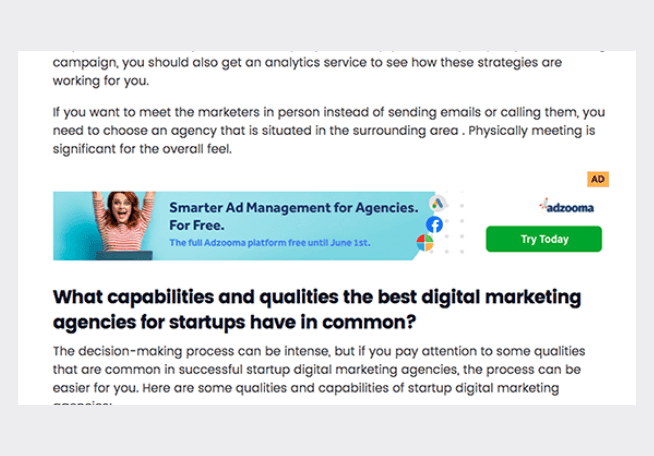 campaign, you should also get an analytics service to see how these strategies are
working for you.
If you want to meet the marketers in person instead of sending emails or calling them, you
need to choose an agency that is situated in the surrounding area . Physically meeting is
significant for the overall feel.
AD
Smarter Ad Management for Agencies.
For Free.
The full Adzooma platform free until June 1st.
adzooma
Try Today
What capabilities and qualities the best digital marketing
agencies for startups have in common?
The decision-making process can be intense, but if you pay attention to some qualities
that are common in successful startup digital marketing agencies, the process can be
easier for you. Here are some qualities and capabilities of startup digital marketing
agencies: